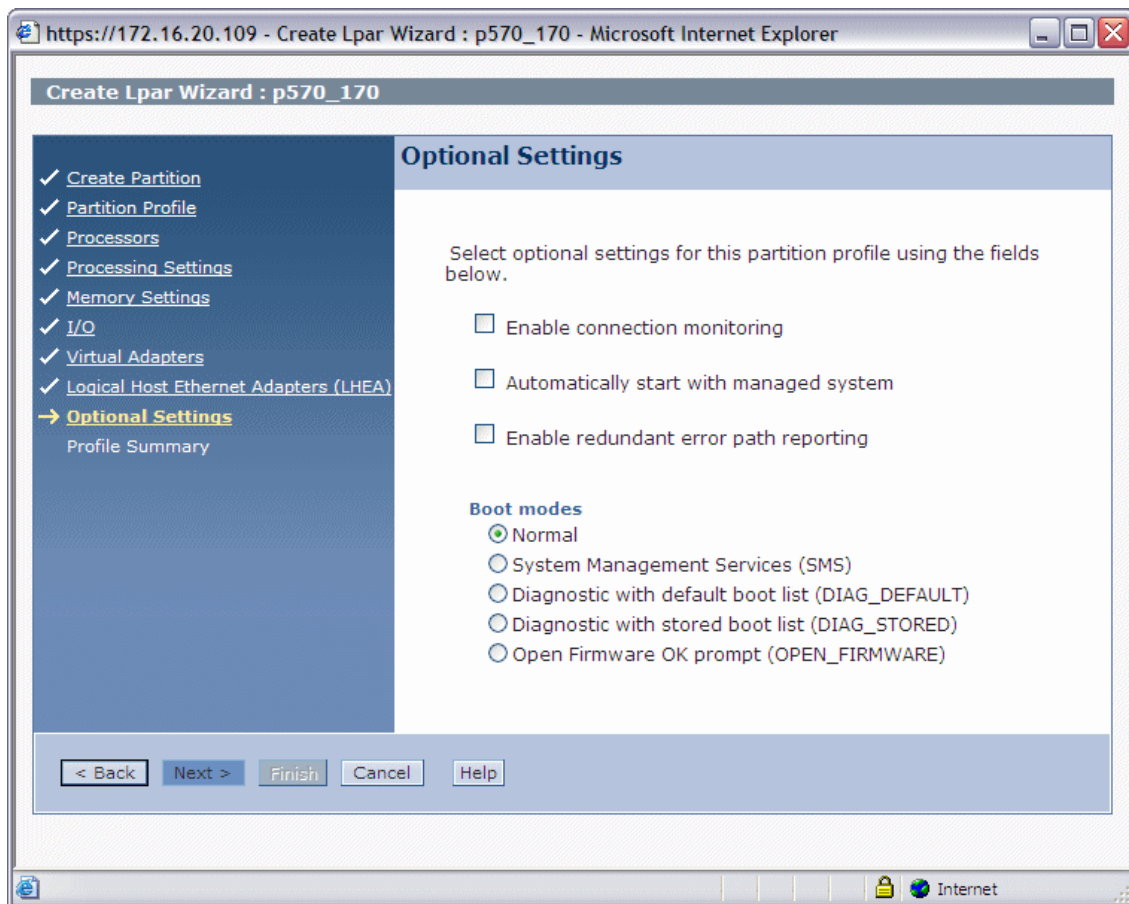 https://172.16.20.109 - Create Lpar Wizard : p570_170 - Microsoft Internet Explorer
Create Lpar Wizard : p570_170
Create Partition
Partition Profile
Processors
Processing Settings
Memory Settings
I/O
Virtual Adapters
Logical Host Ethernet Adapters (LHEA)
Optional Settings
Profile Summary
Optional Settings
Select optional settings for this partition profile using the fields
below.
Enable connection monitoring
Automatically start with managed system
Enable redundant error path reporting
Boot modes
Normal
System Management Services (SMS)
Diagnostic with default boot list (DIAG_DEFAULT)
Diagnostic with stored boot list (DIAG_STORED)
Open Firmware OK prompt (OPEN_FIRMWARE)
< Back Next > Finish Cancel Help
Internet